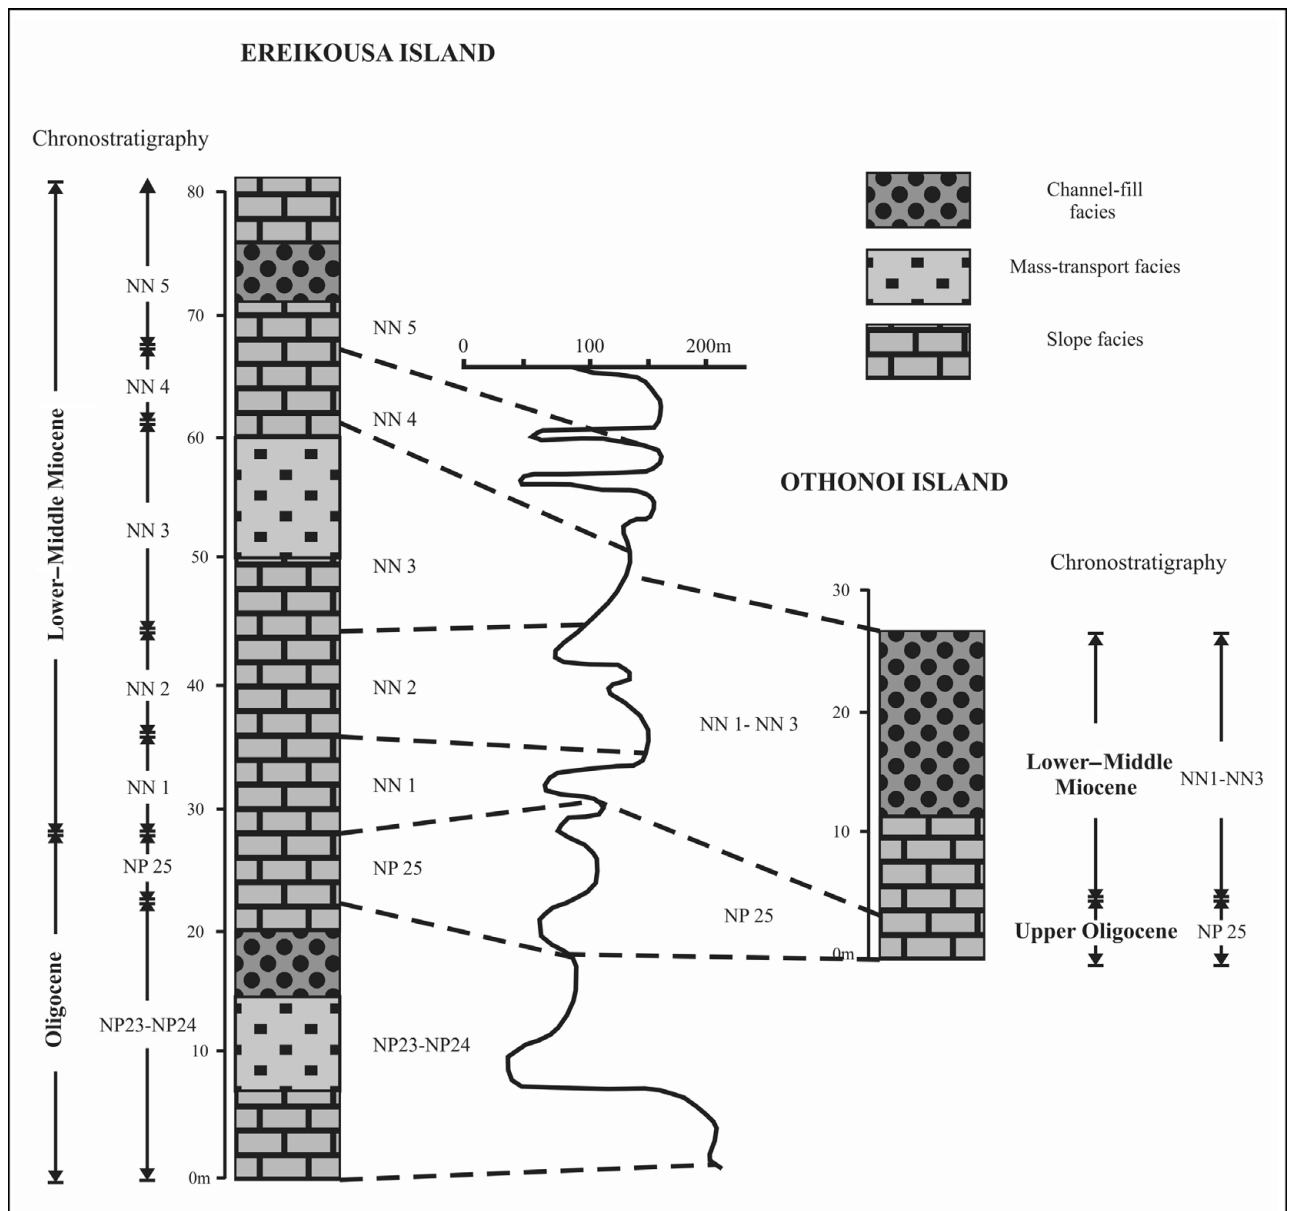 EREIKOUSA ISLAND
Chronostratigraphy
80
70
60
50
40
30
20
10
0m
Lower–Middle Miocene
Oligocene
NN 5
NN 4
NN 3
NN 2
NN 1
NP 25
NP23-NP24
NN 5
NN 4
NN 3
NN 2
NN 1
NP 25
NP23-NP24
0
100
200m
Channel-fill
facies
Mass-transport facies
Slope facies
OTHONOI ISLAND
Chronostratigraphy
30
20
10
0m
NN 1- NN 3
NP 25
Lower–Middle
Miocene
NN1-NN3
Upper Oligocene
NP 25